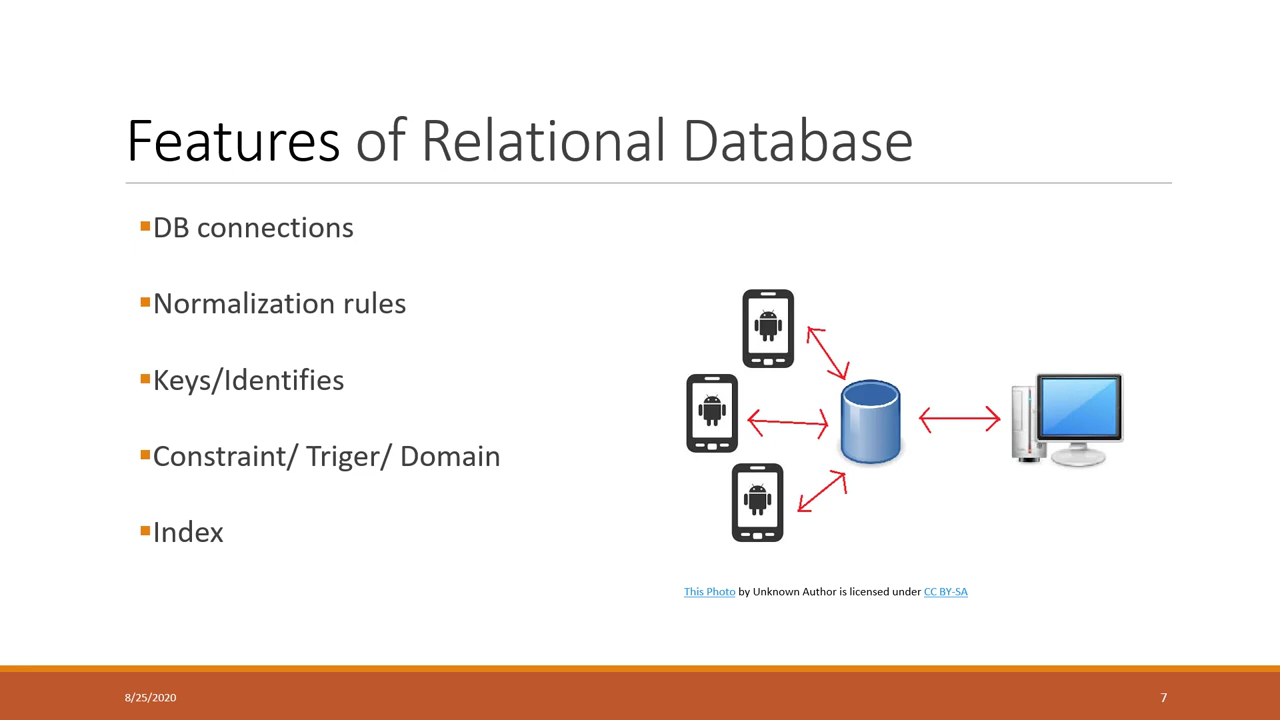 Features of Relational Database
▪DB connections
▪Normalization rules
▪Keys/Identifies
▪Constraint/ Triger/ Domain
▪Index
This Photo by Unknown Author is licensed under CC BY-SA
8/25/2020
7